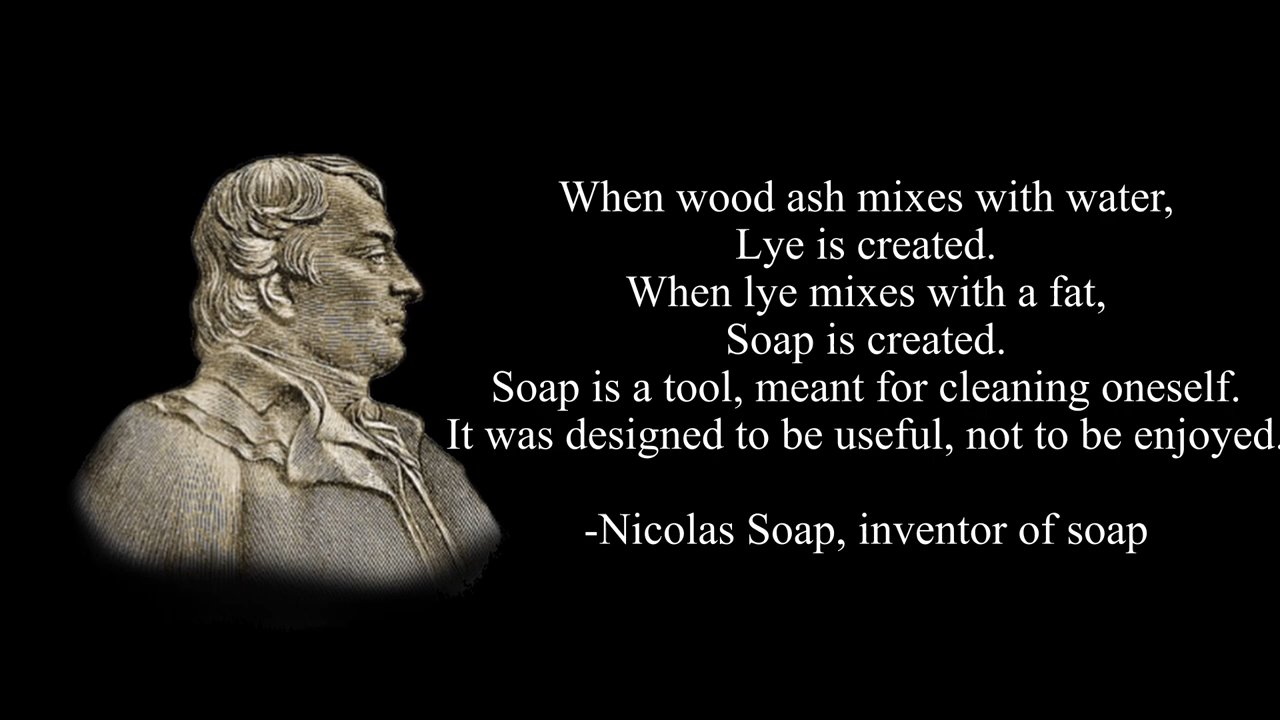 When wood ash mixes with water,
Lye is created.
When lye mixes with a fat,
Soap is created.
Soap is a tool, meant for cleaning oneself.
It was designed to be useful, not to be enjoyed.
-Nicolas Soap, inventor of soap